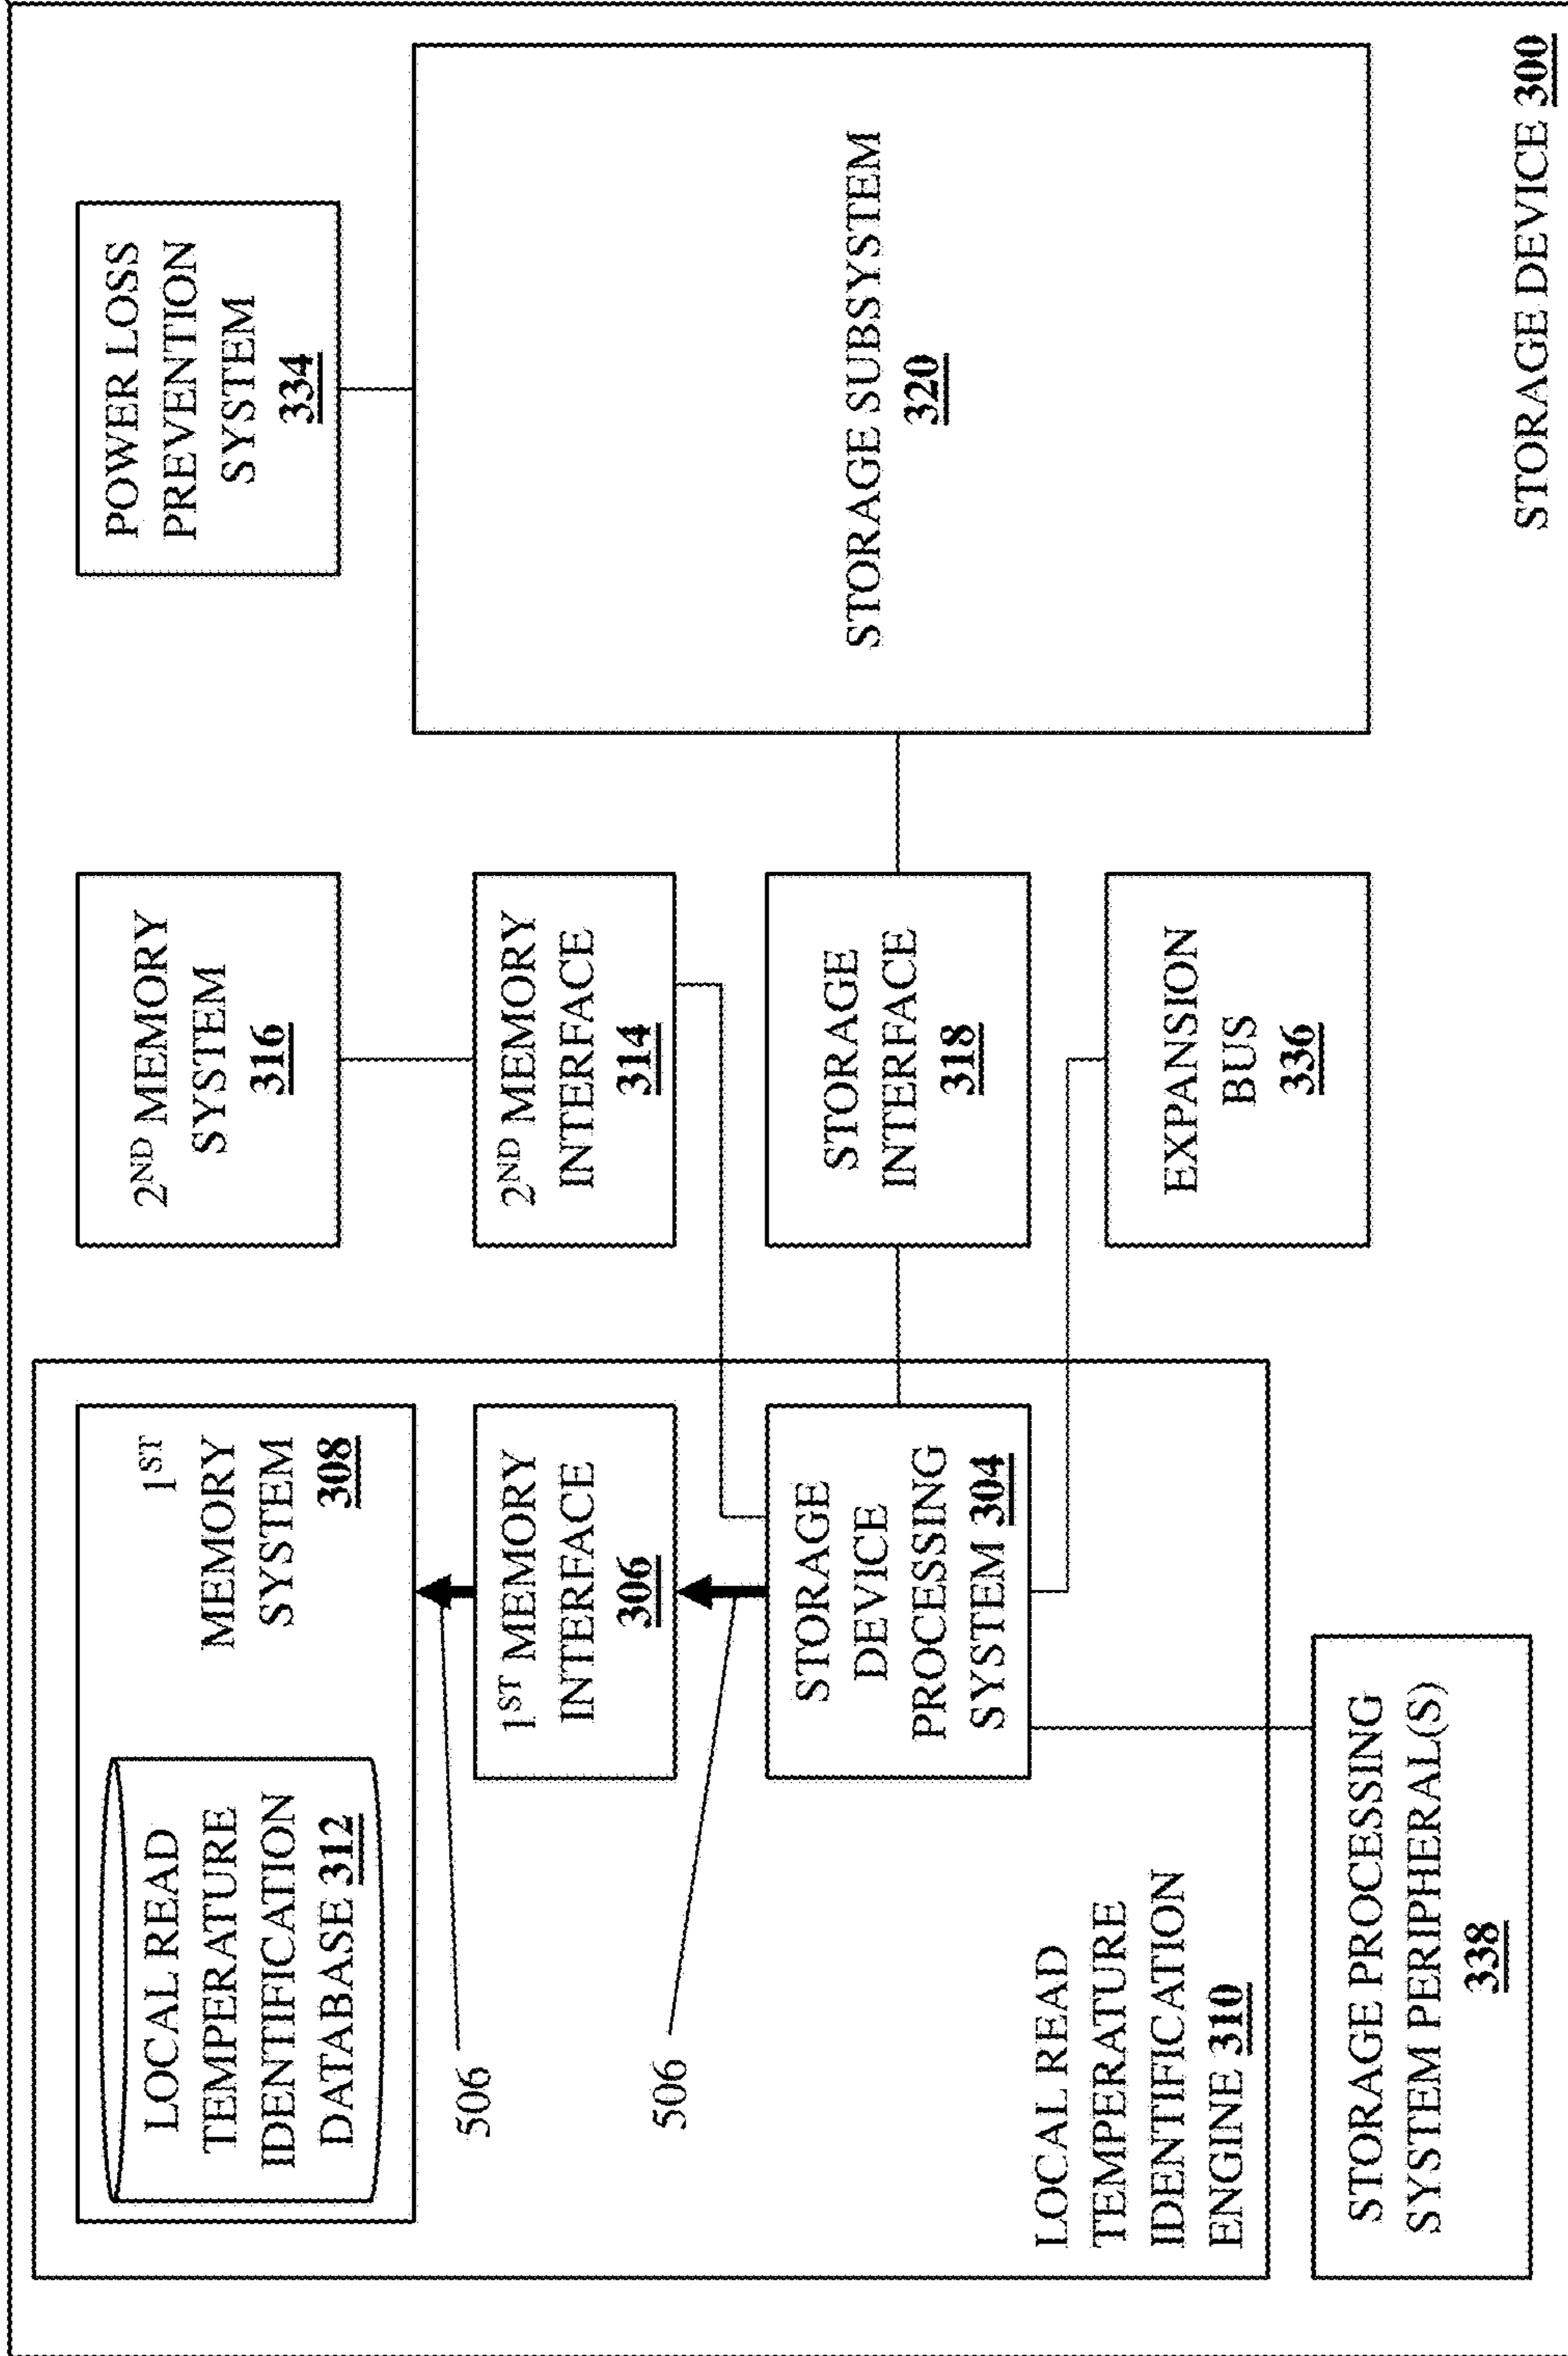 LOCAL READ
TEMPERATURE
IDENTIFICATION
DATABASE 312
1ST
MEMORY
SYSTEM
308
2ND MEMORY
SYSTEM
316
POWER LOSS
PREVENTION
SYSTEM
334
506
506
1ST MEMORY
INTERFACE
306
2ND MEMORY
INTERFACE
314
STORAGE
DEVICE
PROCESSING
SYSTEM 304
STORAGE
INTERFACE
318
STORAGE SUBSYSTEM
320
LOCAL READ
TEMPERATURE
IDENTIFICATION
ENGINE 310
EXPANSION
BUS
336
STORAGE PROCESSING
SYSTEM PERIPHERAL(S)
338
STORAGE DEVICE 300